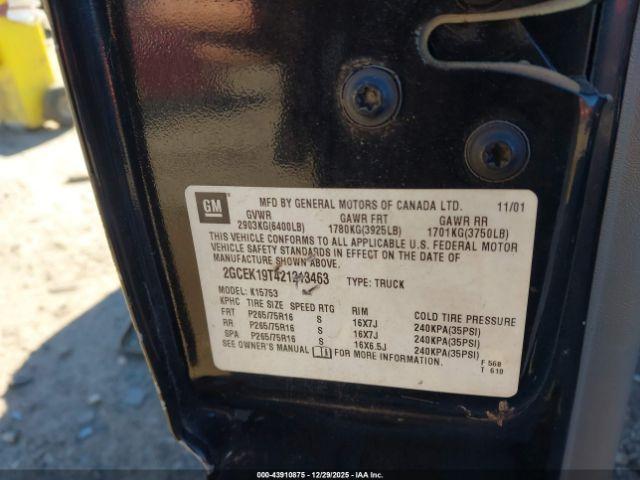 GM
MFD BY GENERAL MOTORS OF CANADA LTD. 11/01
GVWR GAWR FRT GAWR RR
2903KG(6400LB) 1780KG(3925LB) 1701KG(3750LB)
THIS VEHICLE CONFORMS TO ALL APPLICABLE U.S. FEDERAL MOTOR
VEHICLE SAFETY STANDARDS IN EFFECT ON THE DATE OF
MANUFACTURE SHOWN ABOVE.
2GCEK19T421213463 TYPE: TRUCK
MODEL: K15753
KPHC TIRE SIZE SPEED RTG RIM COLD TIRE PRESSURE
FRT P265/75R16 S 16X7J 240KPA(35PSI)
RR P265/75R16 S 16X7J 240KPA(35PSI)
SPA P265/75R16 S 16X6.5J 240KPA(35PSI)
SEE OWNER'S MANUAL FOR MORE INFORMATION.
F 568
T 610
000-43910875 - 12/29/2025 - IAAI.COM